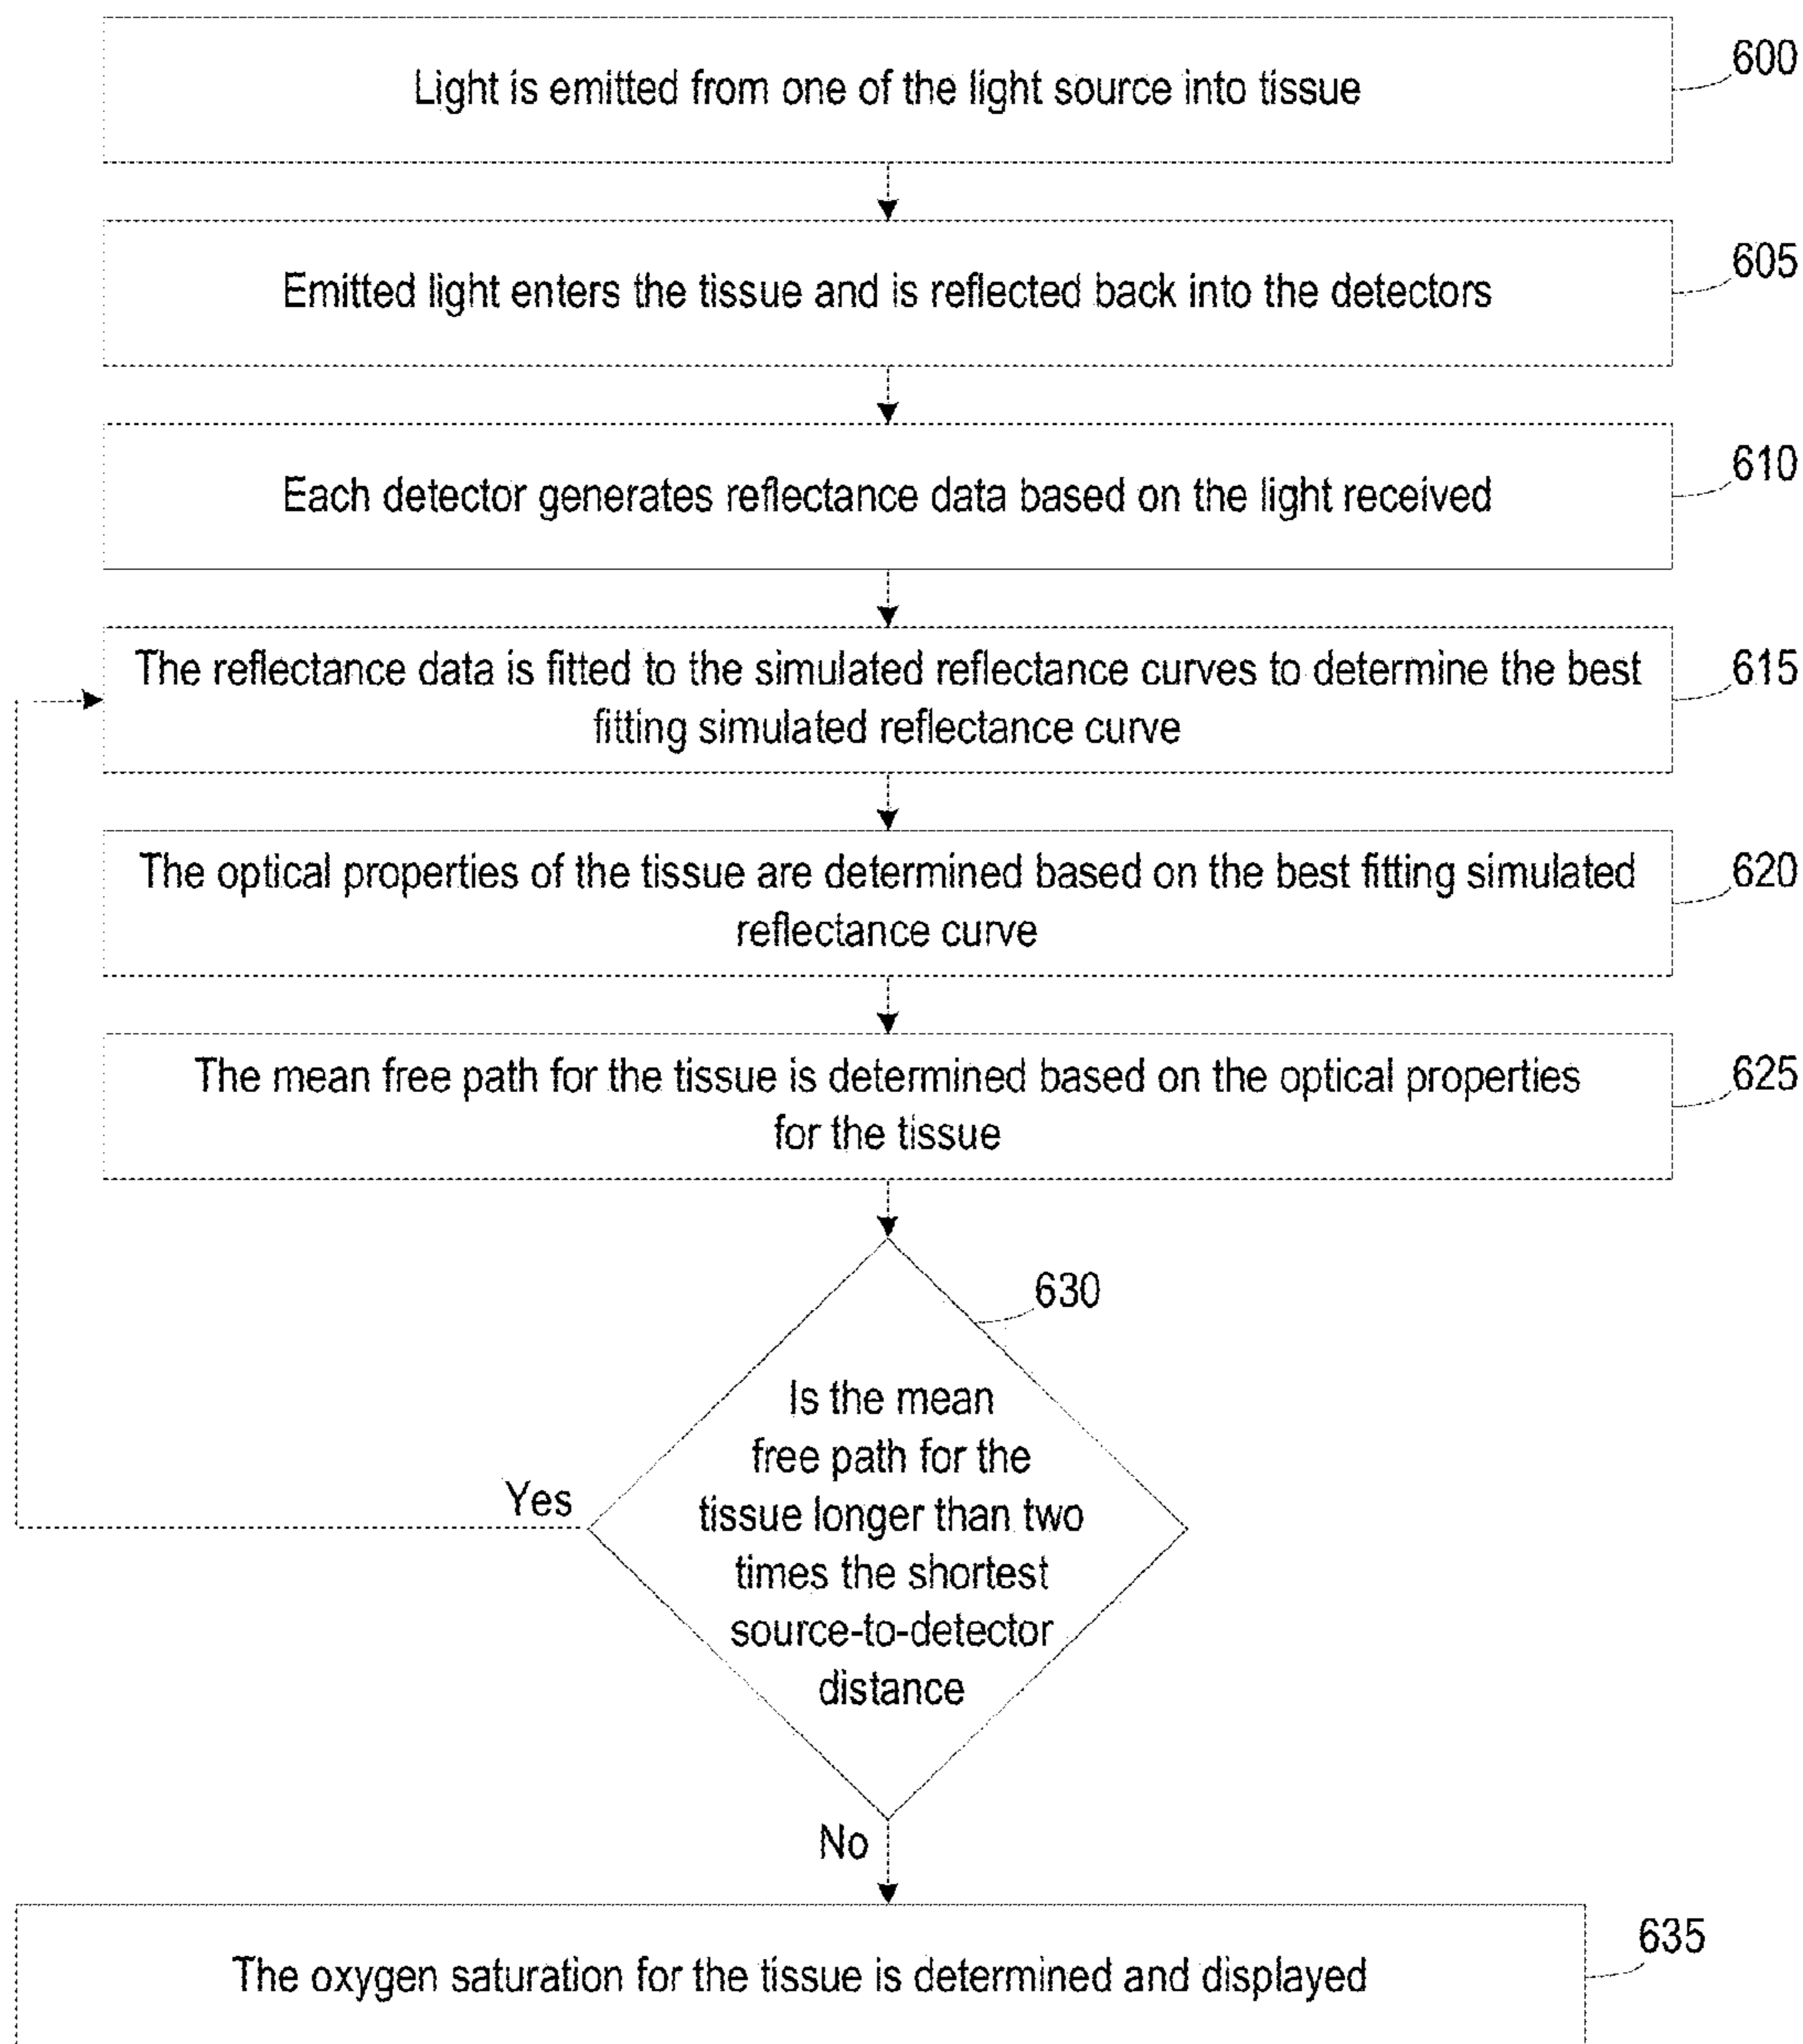 Light is emitted from one of the light source into tissue
600
Emitted light enters the tissue and is reflected back into the detectors
605
Each detector generates reflectance data based on the light received
610
The reflectance data is fitted to the simulated reflectance curves to determine the best
fitting simulated reflectance curve
615
The optical properties of the tissue are determined based on the best fitting simulated
reflectance curve
620
The mean free path for the tissue is determined based on the optical properties
for the tissue
625
630
Is the mean
free path for the
tissue longer than two
times the shortest
source-to-detector
distance
Yes
No
The oxygen saturation for the tissue is determined and displayed
635